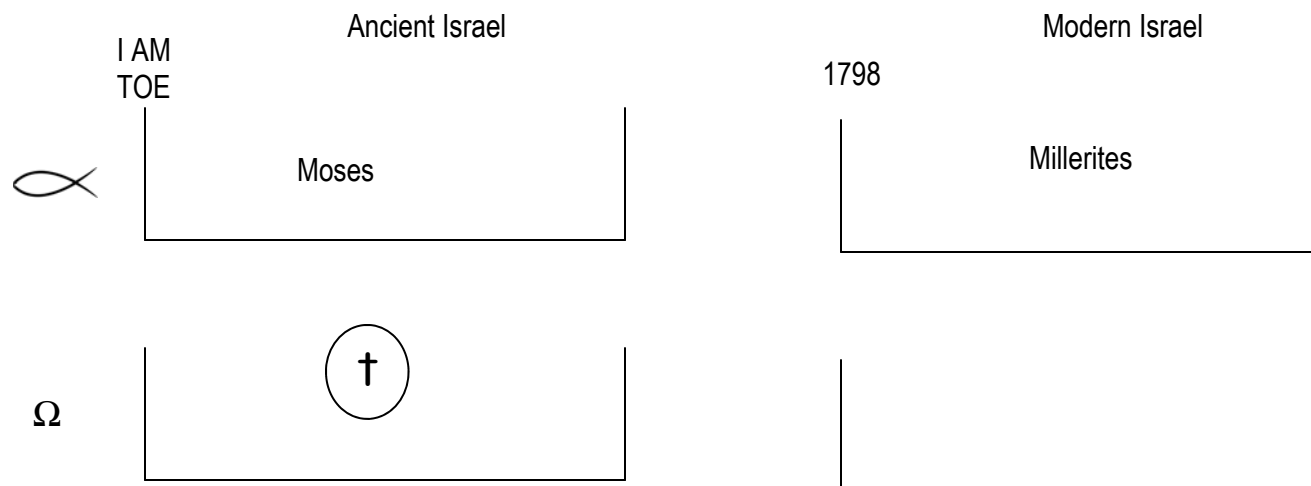 Ancient Israel
Modern Israel
I AM
TOE
1798
Moses
Millerites
Ω